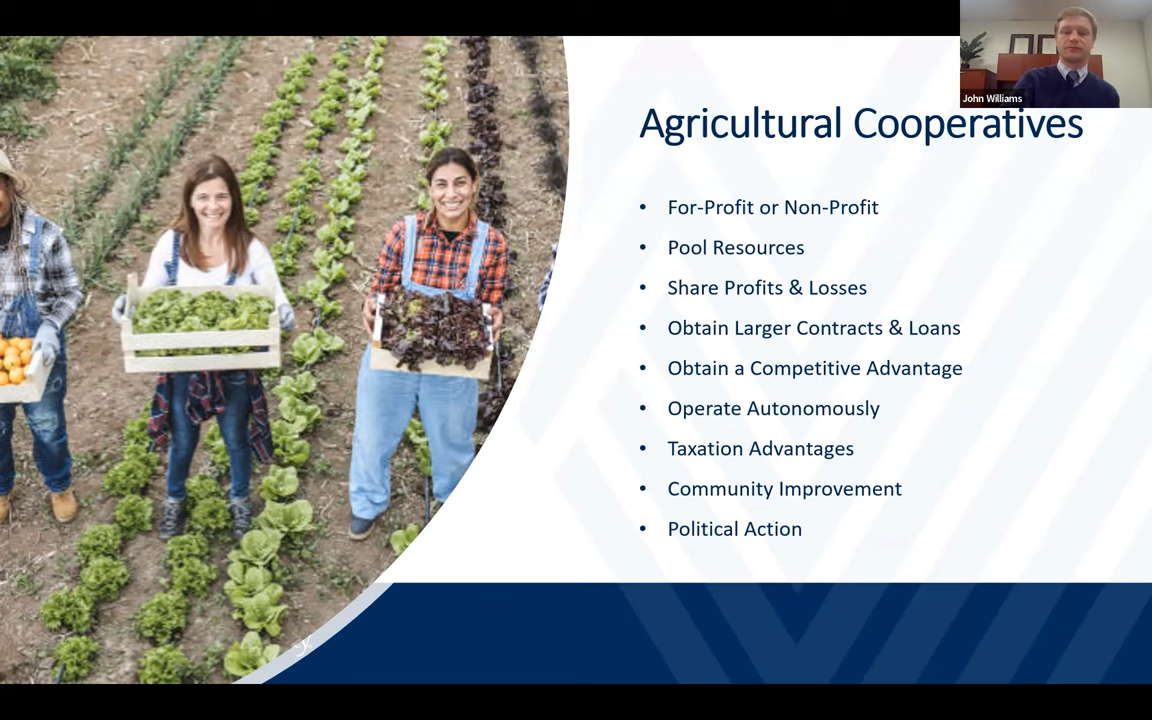 John Williams
Agricultural Cooperatives
• For-Profit or Non-Profit
• Pool Resources
• Share Profits & Losses
• Obtain Larger Contracts & Loans
• Obtain a Competitive Advantage
• Operate Autonomously
• Taxation Advantages
• Community Improvement
• Political Action